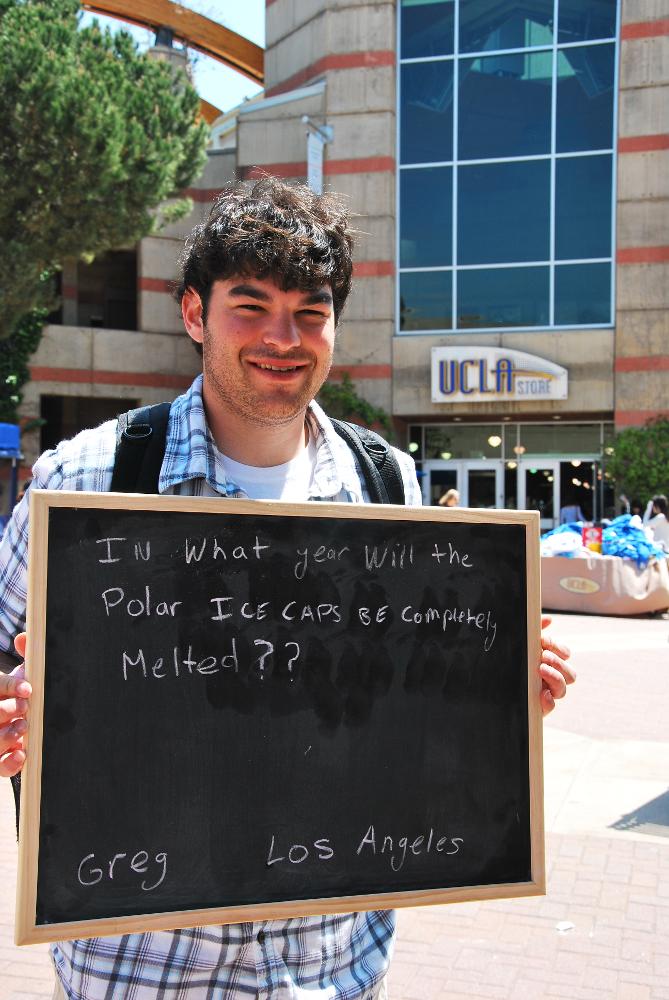 UCLA STORE
In What year Will the
Polar ICE CAPS BE Completely
Melted??
Greg Los Angeles